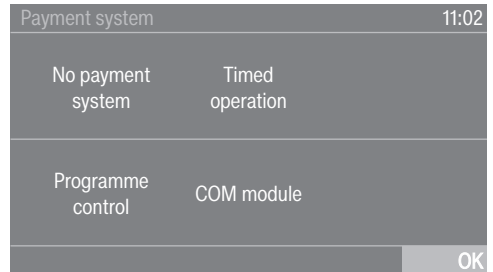 Payment system 11:02
No payment Timed
system operation
Programme COM module
control
OK